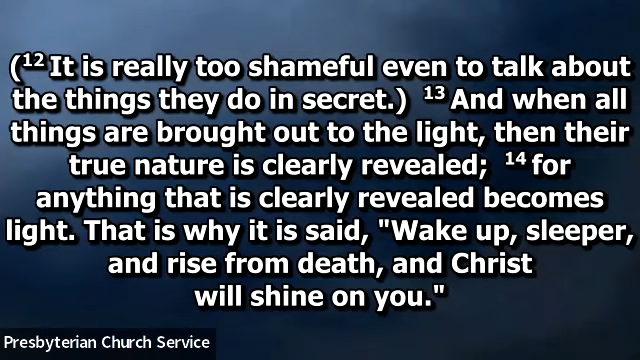 (12 It is really too shameful even to talk about
the things they do in secret.) 13 And when all
things are brought out to the light, then their
true nature is clearly revealed; 14 for
anything that is clearly revealed becomes
light. That is why it is said, "Wake up, sleeper,
and rise from death, and Christ
will shine on you."
Presbyterian Church Service